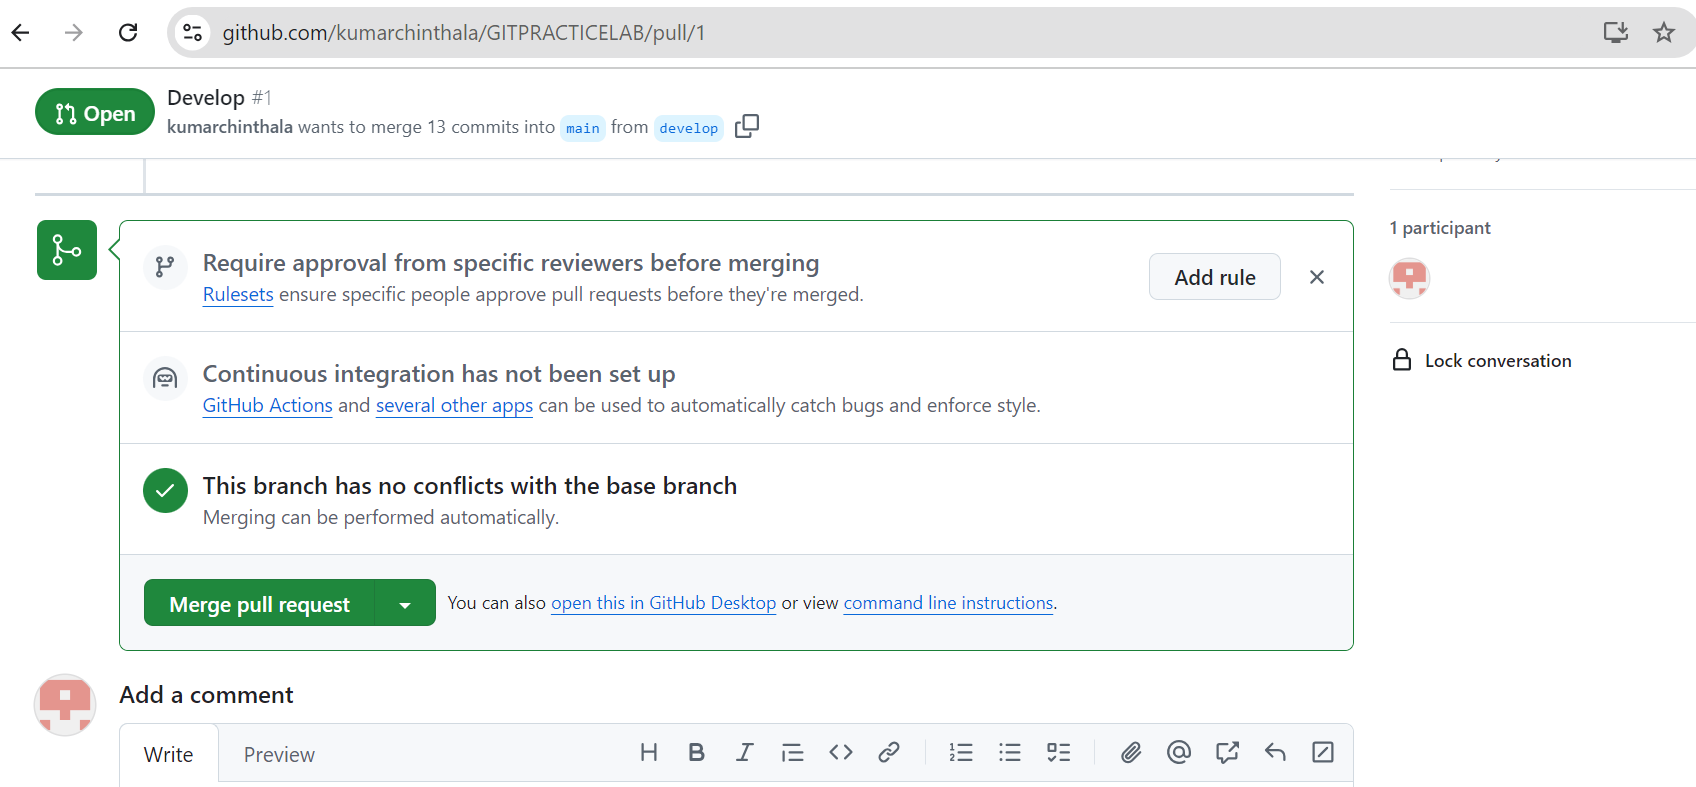 github.com/kumarchinthala/GITPRACTICELAB/pull/1
Open
Develop #1
kumarchinthala wants to merge 13 commits into main from develop
1 participant
Lock conversation
Require approval from specific reviewers before merging
Rulesets ensure specific people approve pull requests before they're merged.
Add rule
Continuous integration has not been set up
GitHub Actions and several other apps can be used to automatically catch bugs and enforce style.
This branch has no conflicts with the base branch
Merging can be performed automatically.
Merge pull request
You can also open this in GitHub Desktop or view command line instructions.
Add a comment
Write
Preview